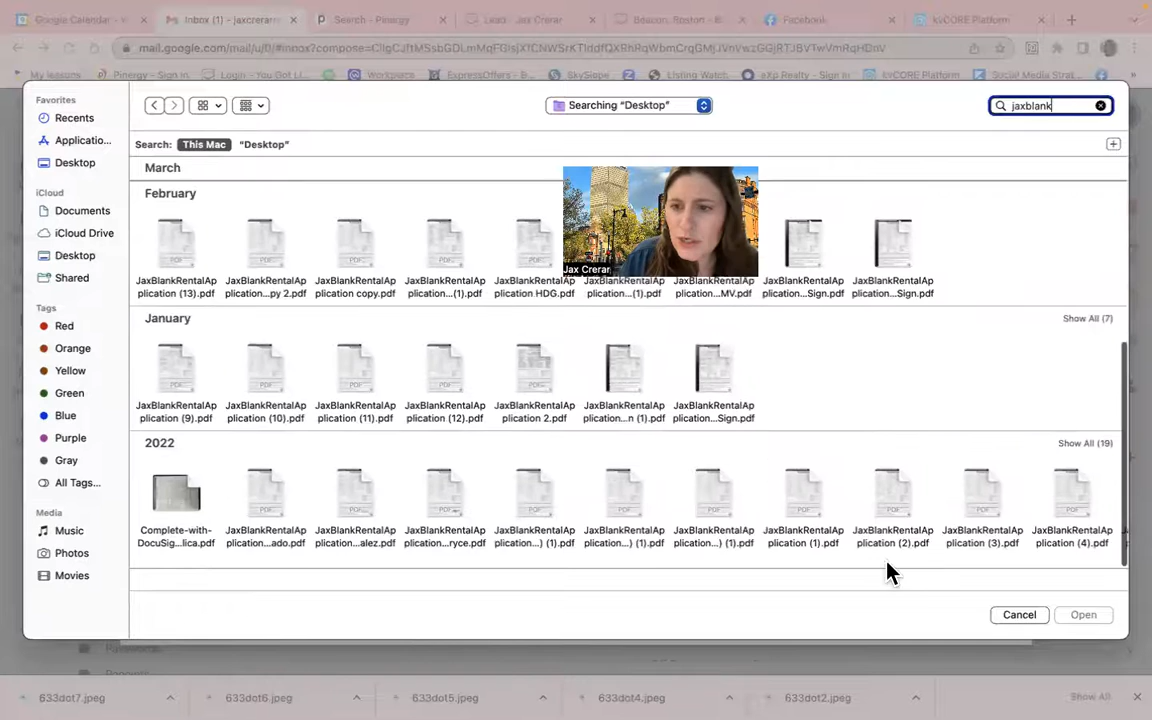 Google Calendar - W
Inbox (1) - jaxcrerarr
Search - Pinergy
Lead - Jax Crerar
Beacon, Boston - B
Facebook
kvCORE Platform
My lessons
Pinergy - Sign In
Login - You Got Li...
Workplace
ExpressOffers - B...
SkySlope
Listing Watch
eXp Realty - Sign In
kvCORE Platform
Social Media Strat...
Favorites
Searching "Desktop"
jaxblank
Recents
Applicatio...
Search: This Mac "Desktop"
Desktop
March
iCloud
February
Documents
iCloud Drive
Desktop
Shared
Jax Crerar
JaxBlankRentalAp
plication (13).pdf
JaxBlankRentalAp
plication...py 2.pdf
JaxBlankRentalAp
plication copy.pdf
JaxBlankRentalAp
plication...(1).pdf
JaxBlankRentalAp
plication HDG.pdf
JaxBlankRentalAp
plication...(1).pdf
JaxBlankRentalAp
plication...MV.pdf
JaxBlankRentalAp
plication...Sign.pdf
JaxBlankRentalAp
plication...Sign.pdf
Tags
Red
Orange
Yellow
Green
Blue
Purple
Gray
All Tags...
January
Show All (7)
PDF
PDF
PDF
PDF
PDF
JaxBlankRentalAp
plication (9).pdf
JaxBlankRentalAp
plication (10).pdf
JaxBlankRentalAp
plication (11).pdf
JaxBlankRentalAp
plication (12).pdf
JaxBlankRentalAp
plication 2.pdf
JaxBlankRentalAp
plication...n (1).pdf
JaxBlankRentalAp
plication...Sign.pdf
2022
Show All (19)
Media
Music
Photos
Movies
Complete-with-
DocuSig...lica.pdf
JaxBlankRentalAp
plication...ado.pdf
JaxBlankRentalAp
plication...alez.pdf
JaxBlankRentalAp
plication...ryce.pdf
JaxBlankRentalAp
plication...) (1).pdf
JaxBlankRentalAp
plication...) (1).pdf
JaxBlankRentalAp
plication...) (1).pdf
JaxBlankRentalAp
plication (1).pdf
JaxBlankRentalAp
plication (2).pdf
JaxBlankRentalAp
plication (3).pdf
JaxBlankRentalAp
plication (4).pdf
Cancel
Open
633dot7.jpeg
633dot6.jpeg
633dot5.jpeg
633dot4.jpeg
633dot2.jpeg
Show All